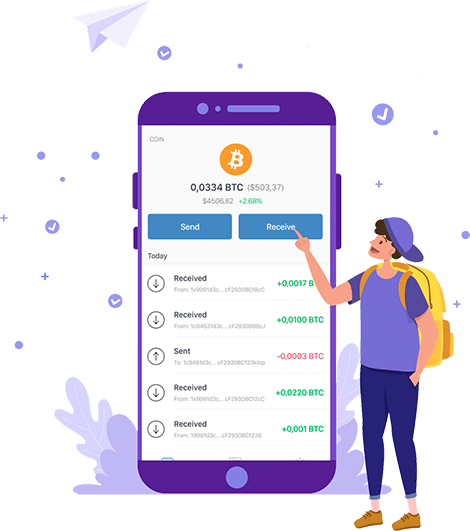 COIN
0,0334 BTC ($503,37)
$4506.82 +2.68%
Send Receive
Today
Received
+0,0017 B
Received
+0,0100 BTC
Sent
-0,0003 BTC
Received
+0,0220 BTC
Received
+0,001 BTC